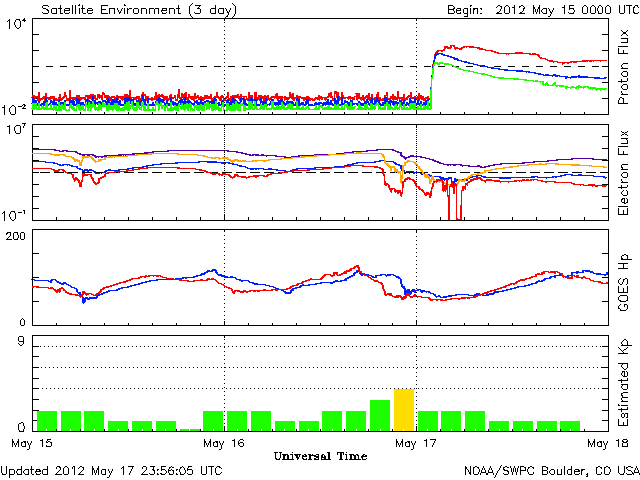 Satellite Environment (3 day) Begin: 2012 May 15 0000 UTC
10⁴
10⁻²
Proton Flux
10⁷
10⁻¹
Electron Flux
200
0
GOES Hp
9
0
Estimated Kp
May 15 May 16 May 17 May 18
Universal Time
Updated 2012 May 17 23:56:05 UTC NOAA/SWPC Boulder, CO USA